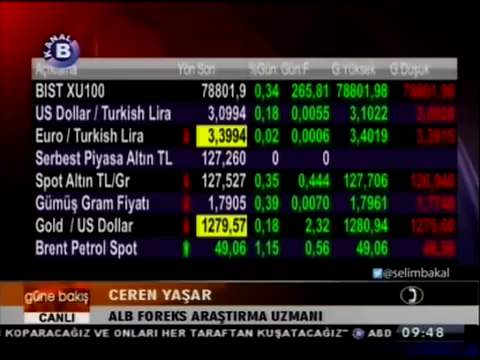 KANAL B
Açıklama Yön Son %Gün. Gün.F G.Yüksek G.Düşük
BIST XU100 78801,9 0,34 265,81 78801,98 78801,98
US Dollar / Turkish Lira 3,0994 0,18 0,0055 3,1022
Euro / Turkish Lira 3,3994 0,02 0,0006 3,4019 3,3915
Serbest Piyasa Altın TL 127,260 0 0
Spot Altın TL/Gr 127,527 0,35 0,444 127,706 126,940
Gümüş Gram Fiyatı 1,7905 0,39 0,0070 1,7961
Gold / US Dollar 1279,57 0,18 2,32 1280,94
Brent Petrol Spot 49,06 1,15 0,56 49,06
@selimbakal
güne bakış CEREN YAŞAR
CANLI ALB FOREKS ARAŞTIRMA UZMANI
KOPARACAĞIZ VE ONLARI HER TARAFTAN KUŞATACAĞIZ" B ABD 09:48